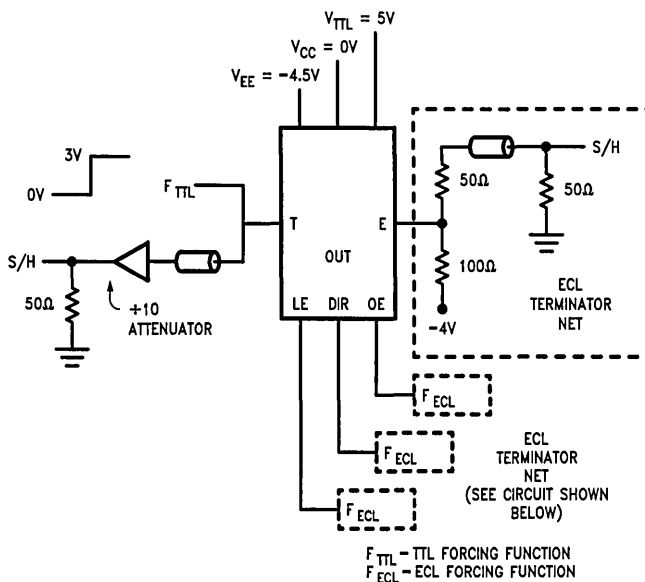 V_TTL = 5V
V_CC = 0V
V_EE = -4.5V
3V
0V
F_TTL
S/H
50Ω
+10
ATTENUATOR
T
E
OUT
LE DIR OE
50Ω
S/H
50Ω
100Ω
-4V
ECL
TERMINATOR
NET
F_ECL
F_ECL
F_ECL
ECL
TERMINATOR
NET
(SEE CIRCUIT SHOWN
BELOW)
F_TTL - TTL FORCING FUNCTION
F_ECL - ECL FORCING FUNCTION